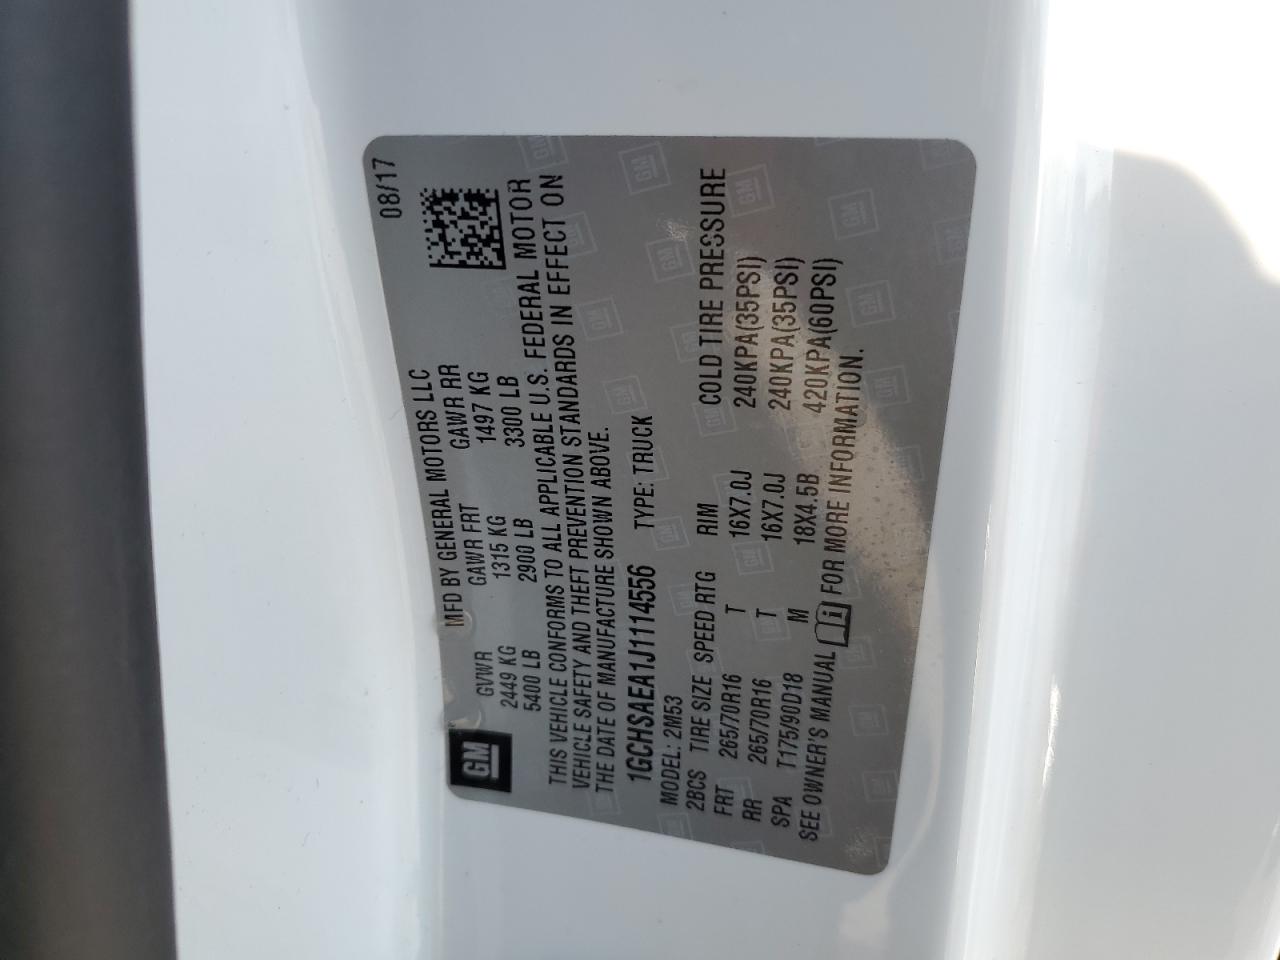 08/17
MFD BY GENERAL MOTORS LLC
GVWR GAWR FRT GAWR RR
2449 KG 1315 KG 1497 KG
5400 LB 2900 LB 3300 LB
GM
THIS VEHICLE CONFORMS TO ALL APPLICABLE U.S. FEDERAL MOTOR
VEHICLE SAFETY AND THEFT PREVENTION STANDARDS IN EFFECT ON
THE DATE OF MANUFACTURE SHOWN ABOVE.
1GCHSAEA1J1114556 TYPE: TRUCK
MODEL: 2M53
2BCS TIRE SIZE SPEED RTG RIM COLD TIRE PRESSURE
FRT 265/70R16 T 16X7.0J 240KPA(35PSI)
RR 265/70R16 T 16X7.0J 240KPA(35PSI)
SPA T175/90D18 M 18X4.5B 420KPA(60PSI)
SEE OWNER'S MANUAL i FOR MORE INFORMATION.